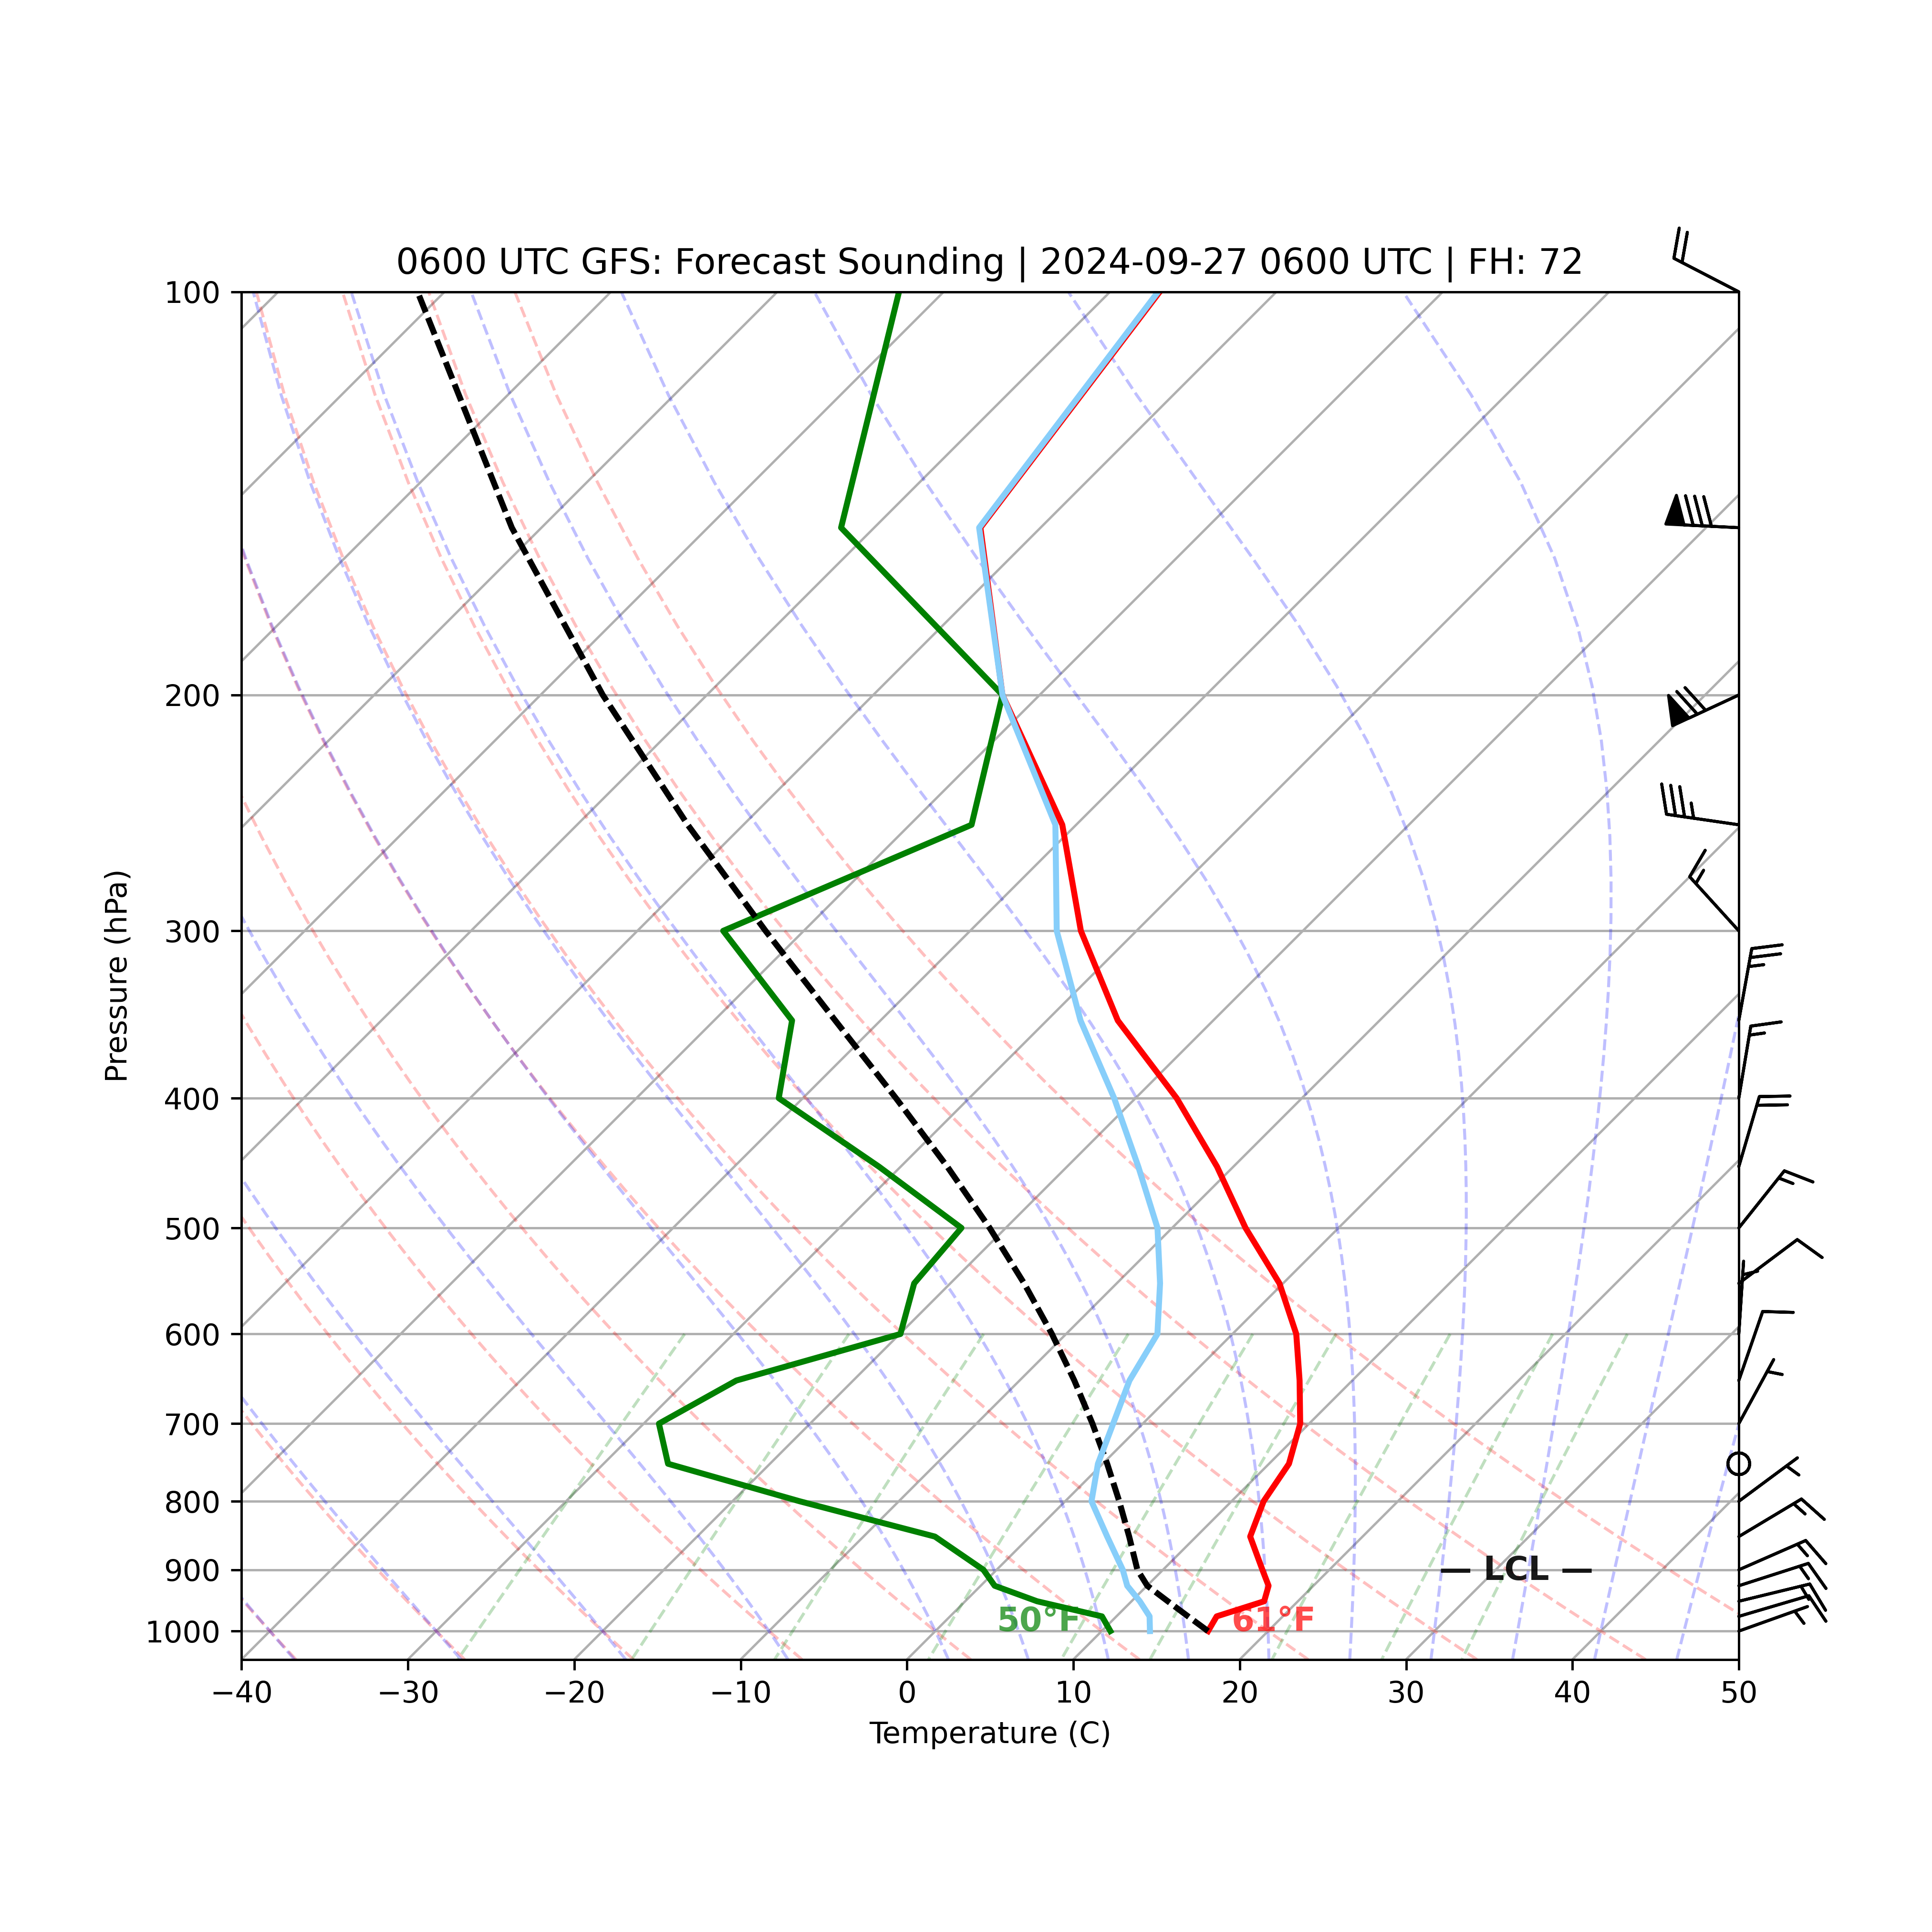 0600 UTC GFS: Forecast Sounding | 2024-09-27 0600 UTC | FH: 72
100
200
300
400
500
600
700
800
900
1000
Pressure (hPa)
— LCL —
50°F
61°F
−40 −30 −20 −10 0 10 20 30 40 50
Temperature (C)